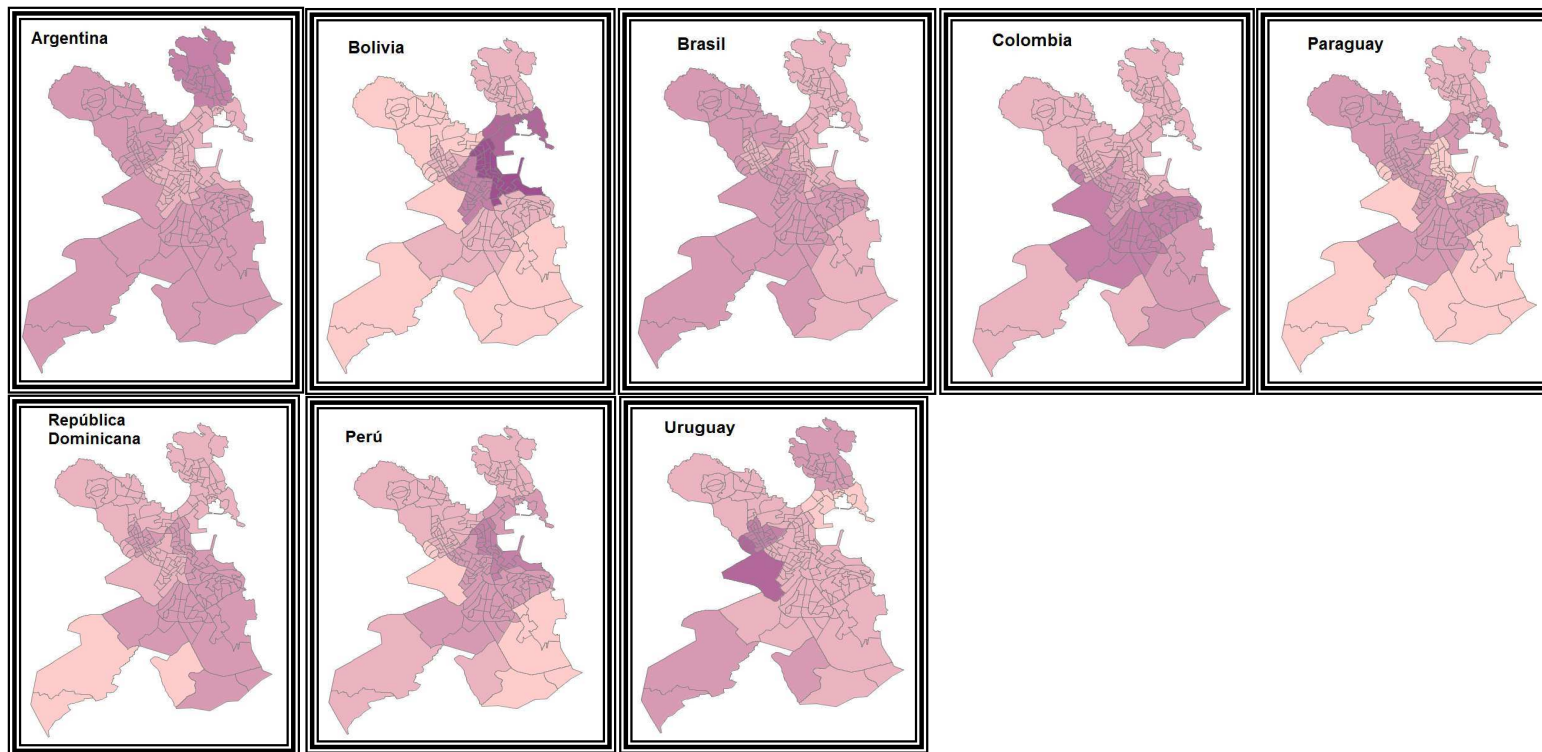 Argentina
Bolivia
Brasil
Colombia
Paraguay
República
Dominicana
Perú
Uruguay